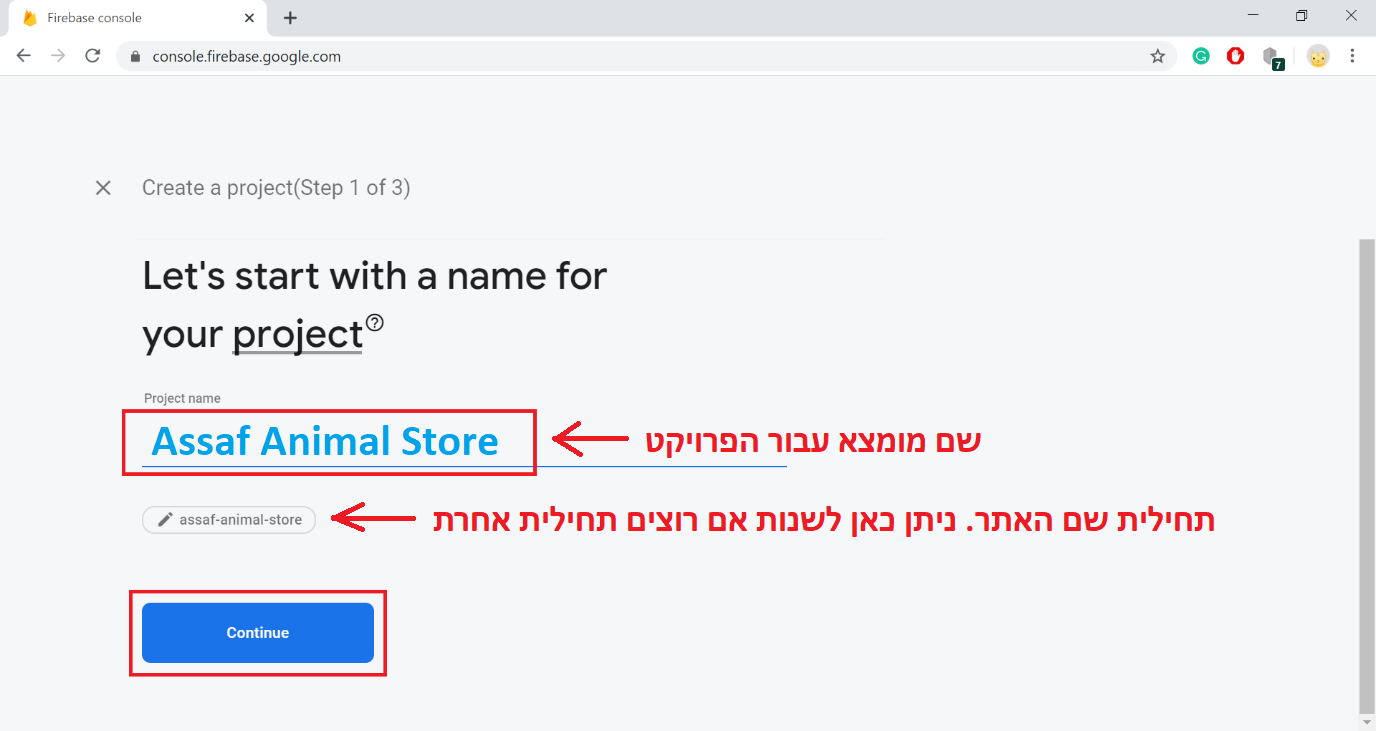 Firebase console
console.firebase.google.com
7
Create a project(Step 1 of 3)
Let's start with a name for
your project
Project name
Assaf Animal Store
שם מומצא עבור הפרויקט
assaf-animal-store
תחילית שם האתר. ניתן כאן לשנות אם רוצים תחילית אחרת
Continue